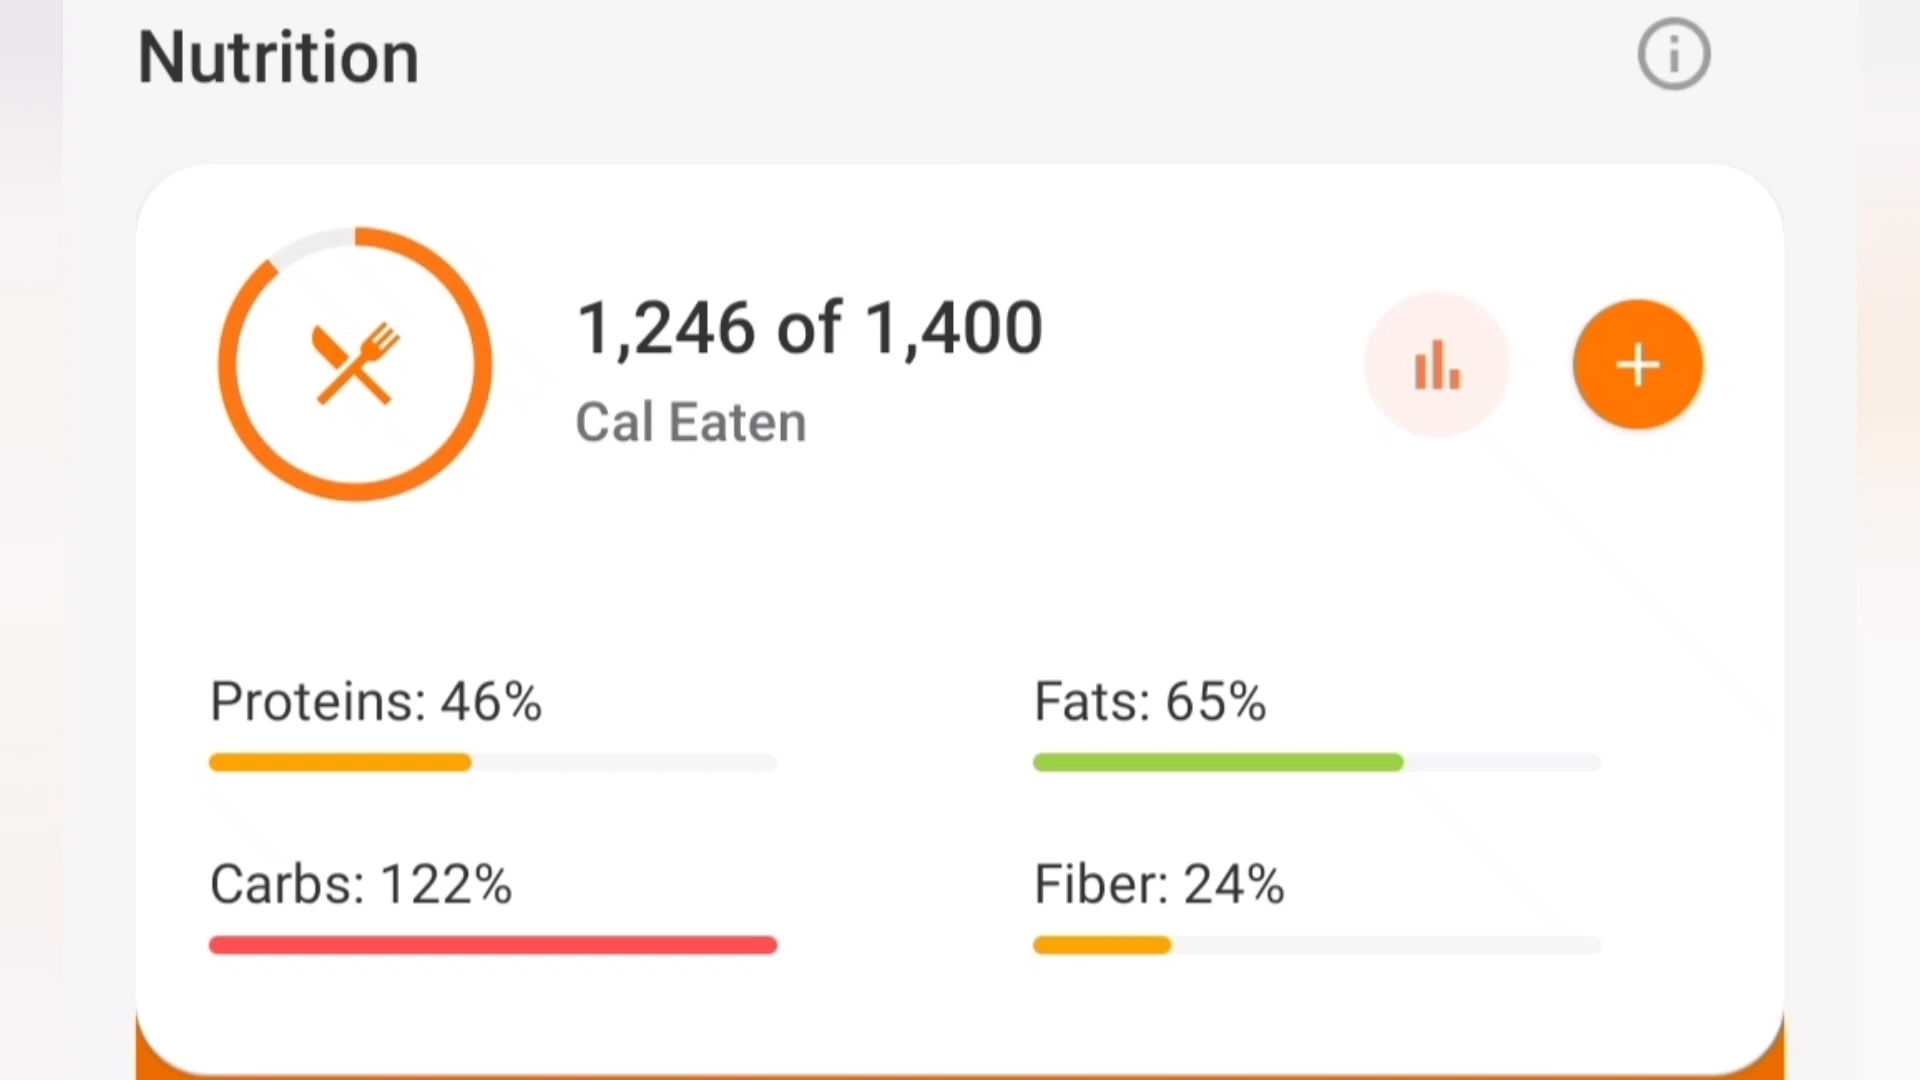 Nutrition
1,246 of 1,400
Cal Eaten
Proteins: 46%
Fats: 65%
Carbs: 122%
Fiber: 24%